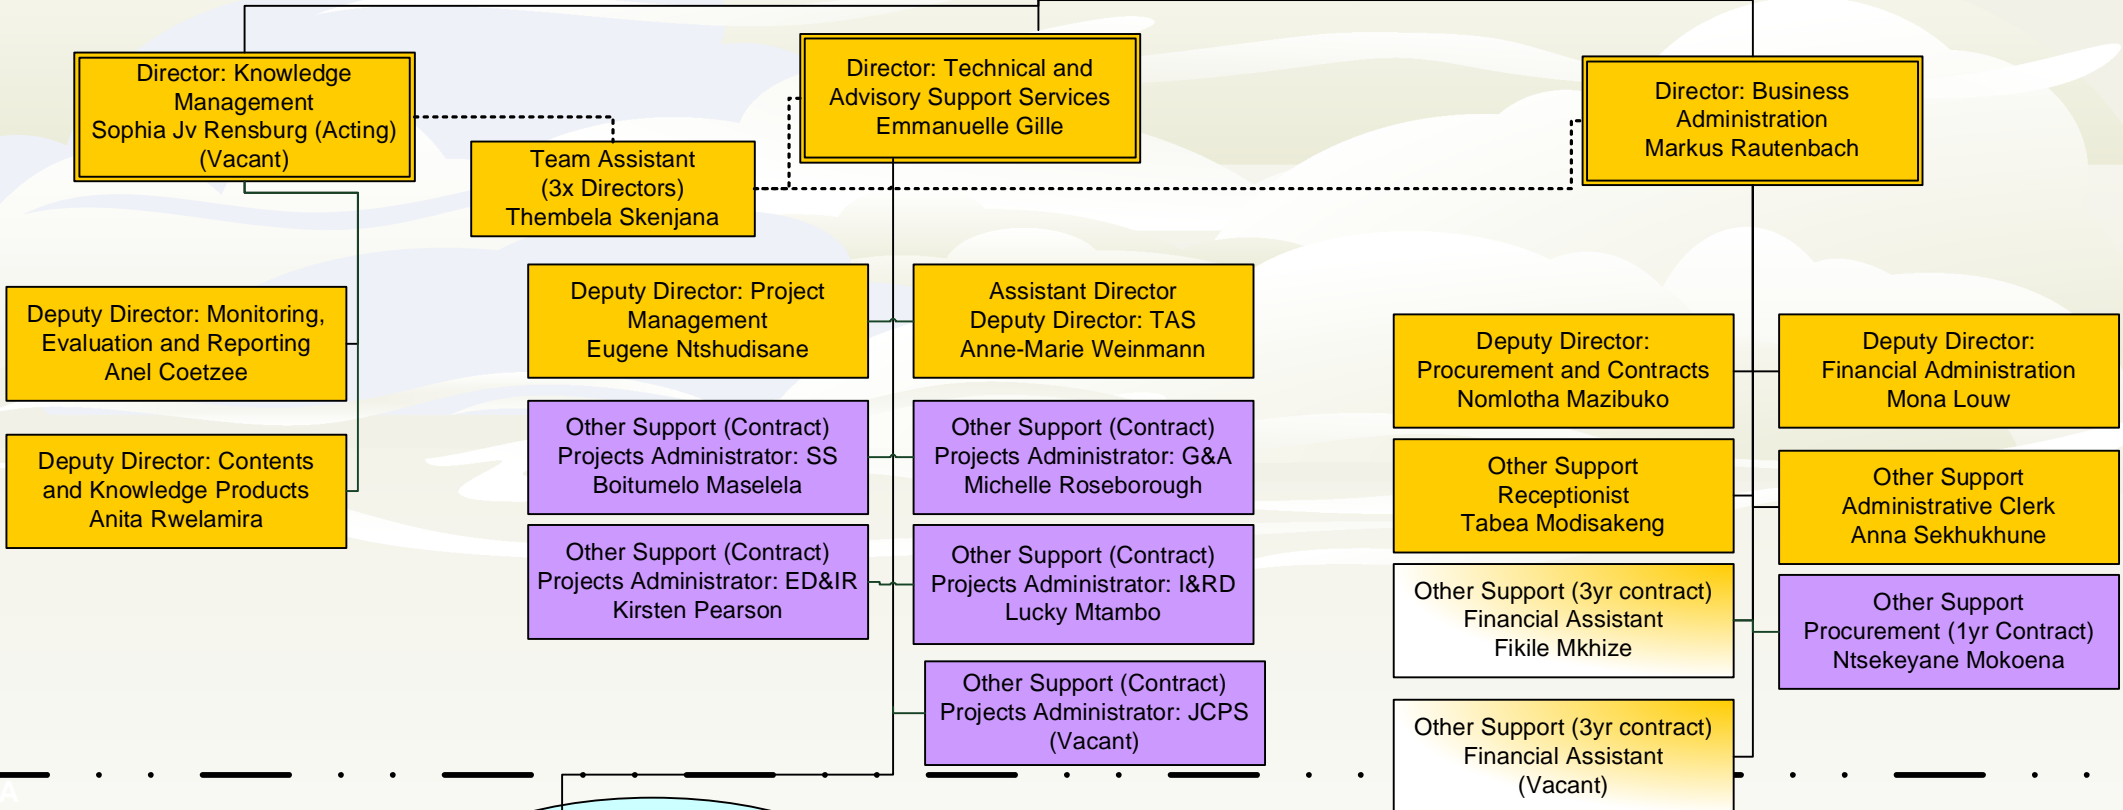 Director: Knowledge
Management
Sophia Jv Rensburg (Acting)
(Vacant)
Director: Technical and
Advisory Support Services
Emmanuelle Gille
Director: Business
Administration
Markus Rautenbach
Team Assistant
(3x Directors)
Thembela Skenjana
Deputy Director: Monitoring,
Evaluation and Reporting
Anel Coetzee
Deputy Director: Contents
and Knowledge Products
Anita Rwelamira
Deputy Director: Project
Management
Eugene Ntshudisane
Assistant Director
Deputy Director: TAS
Anne-Marie Weinmann
Other Support (Contract)
Projects Administrator: SS
Boitumelo Maselela
Other Support (Contract)
Projects Administrator: G&A
Michelle Roseborough
Other Support (Contract)
Projects Administrator: ED&IR
Kirsten Pearson
Other Support (Contract)
Projects Administrator: I&RD
Lucky Mtambo
Other Support (Contract)
Projects Administrator: JCPS
(Vacant)
Deputy Director:
Procurement and Contracts
Nomlotha Mazibuko
Deputy Director:
Financial Administration
Mona Louw
Other Support
Receptionist
Tabea Modisakeng
Other Support
Administrative Clerk
Anna Sekhukhune
Other Support (3yr contract)
Financial Assistant
Fikile Mkhize
Other Support
Procurement (1yr Contract)
Ntsekeyane Mokoena
Other Support (3yr contract)
Financial Assistant
(Vacant)
A